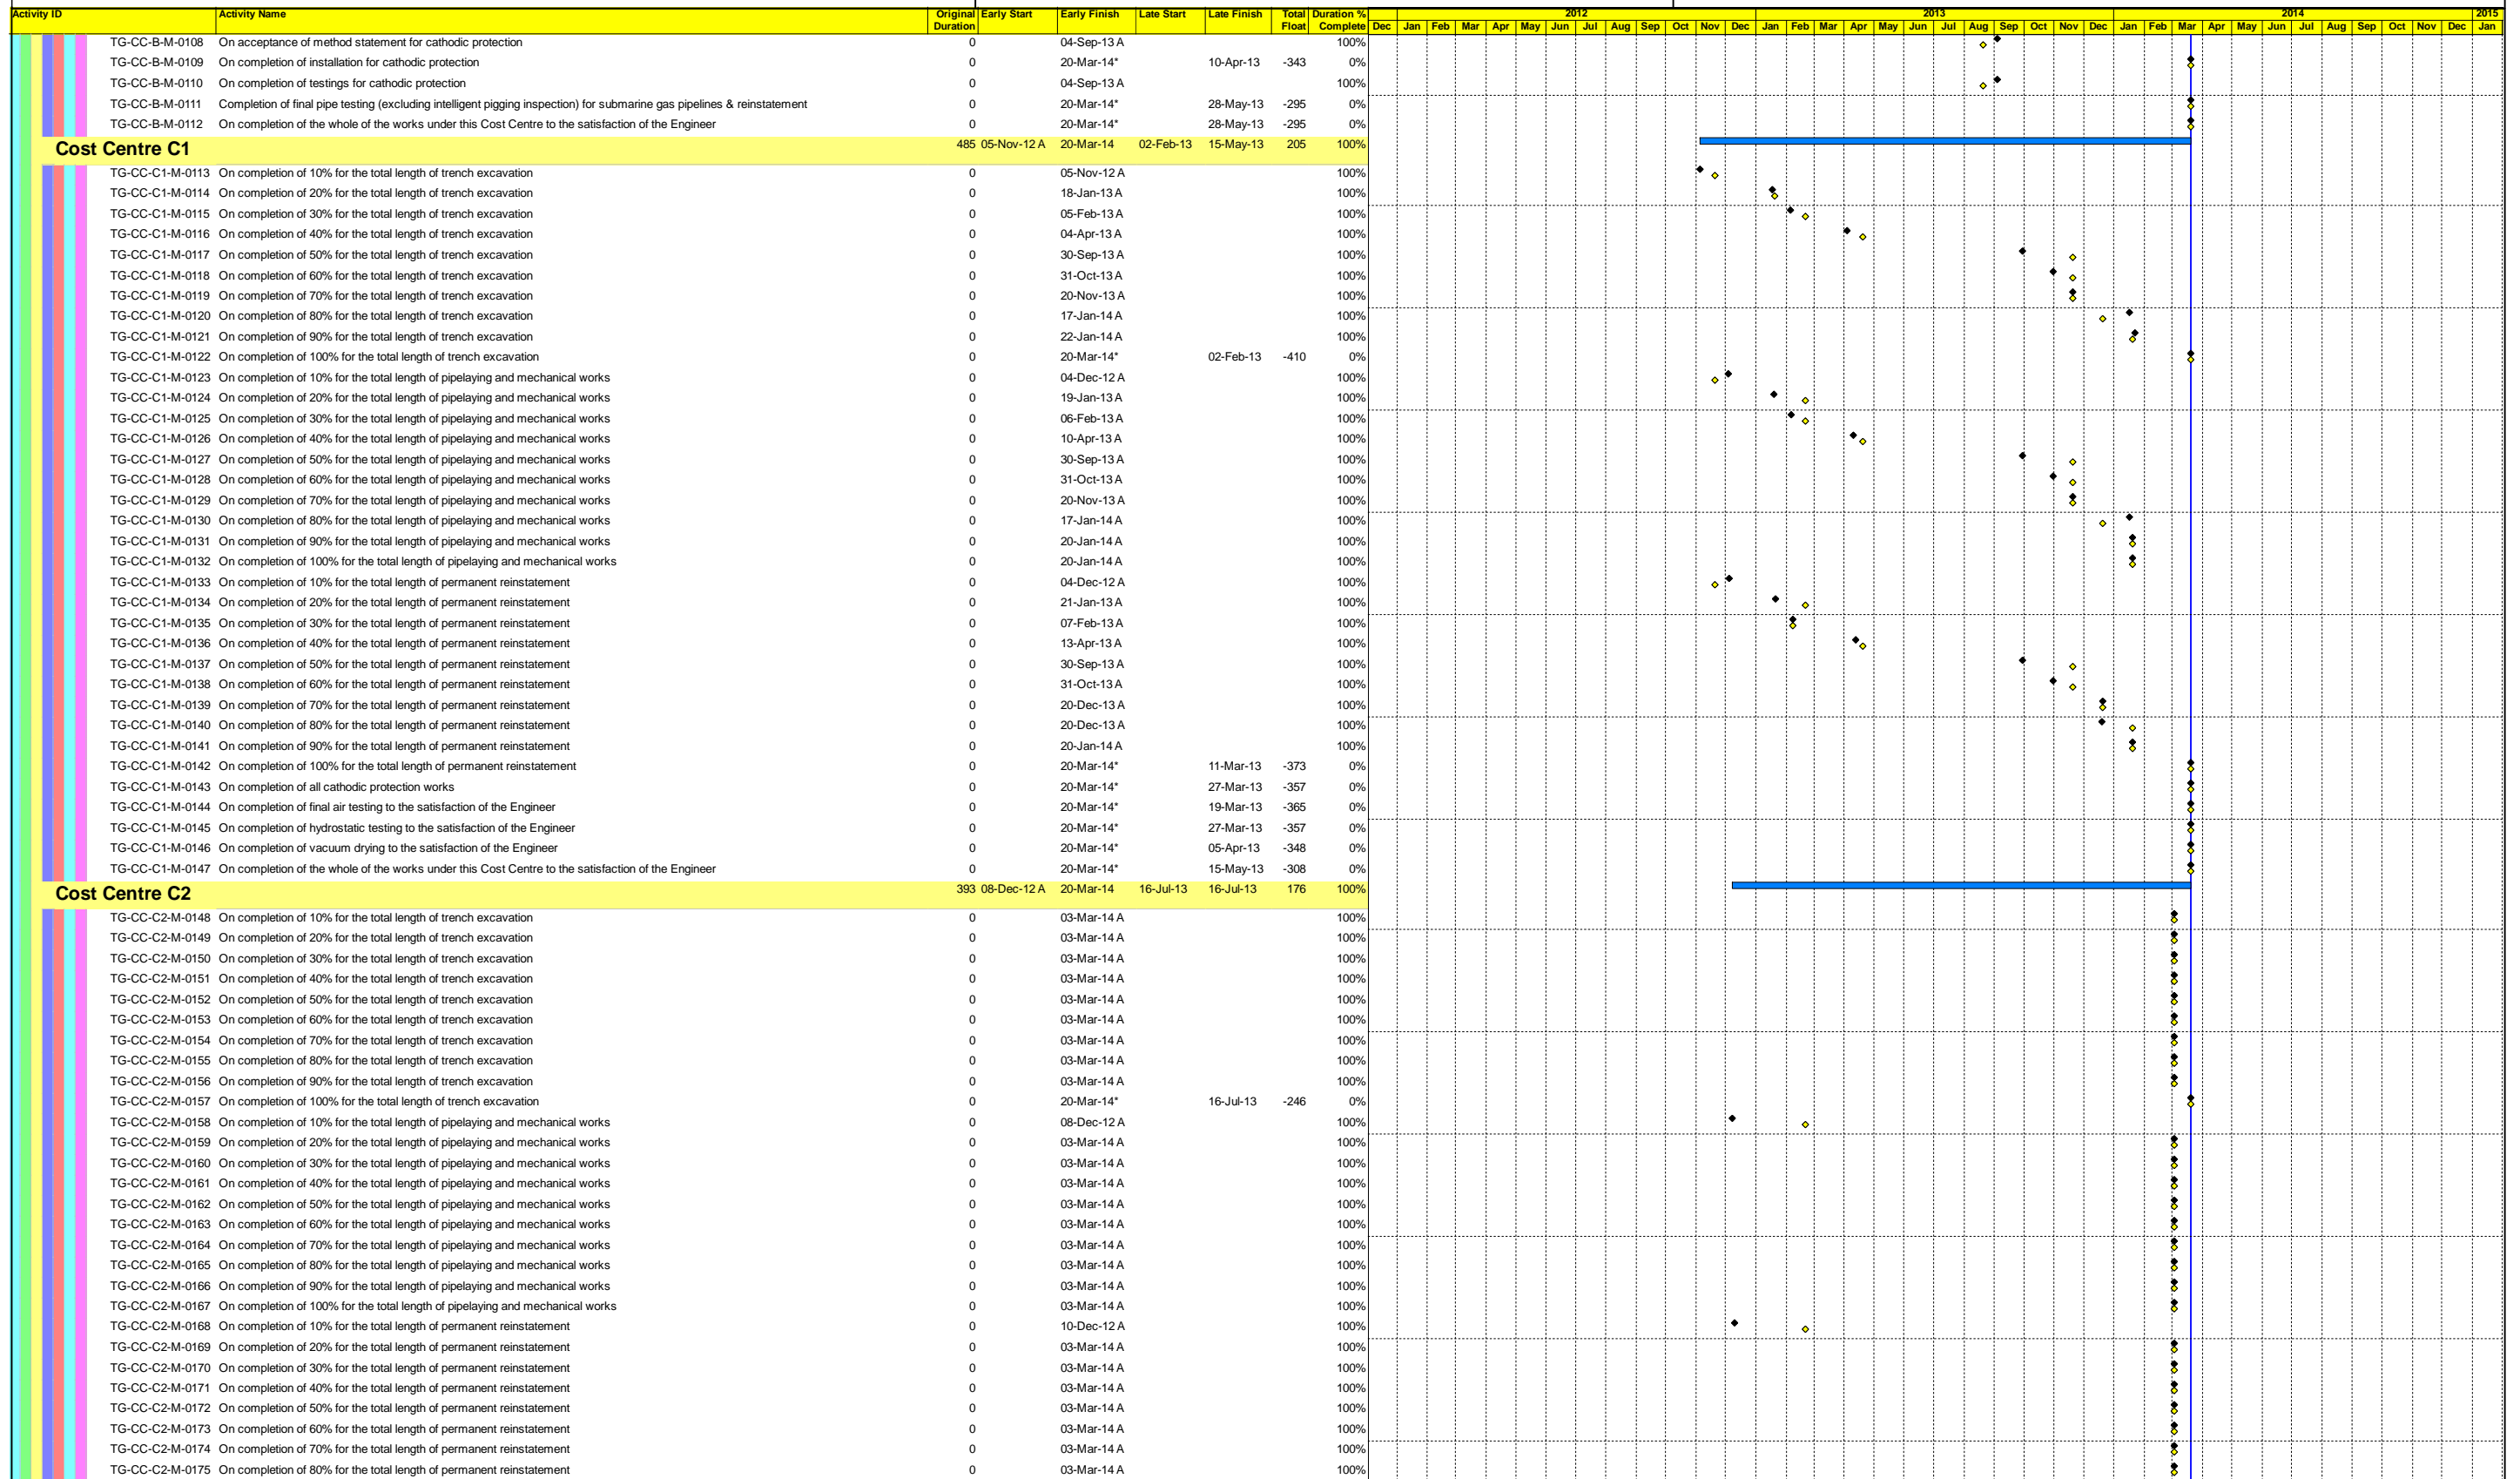 Activity ID Activity Name Original Duration Early Start Early Finish Late Start Late Finish Total Float Duration % Complete 2012 2013 2014 2015
Dec Jan Feb Mar Apr May Jun Jul Aug Sep Oct Nov Dec Jan Feb Mar Apr May Jun Jul Aug Sep Oct Nov Dec Jan Feb Mar Apr May Jun Jul Aug Sep Oct Nov Dec Jan
TG-CC-B-M-0108 On acceptance of method statement for cathodic protection 0 04-Sep-13 A 100%
TG-CC-B-M-0109 On completion of installation for cathodic protection 0 20-Mar-14* 10-Apr-13 -343 0%
TG-CC-B-M-0110 On completion of testings for cathodic protection 0 04-Sep-13 A 100%
TG-CC-B-M-0111 Completion of final pipe testing (excluding intelligent pigging inspection) for submarine gas pipelines & reinstatement 0 20-Mar-14* 28-May-13 -295 0%
TG-CC-B-M-0112 On completion of the whole of the works under this Cost Centre to the satisfaction of the Engineer 0 20-Mar-14* 28-May-13 -295 0%
Cost Centre C1 485 05-Nov-12 A 20-Mar-14 02-Feb-13 15-May-13 205 100%
TG-CC-C1-M-0113 On completion of 10% for the total length of trench excavation 0 05-Nov-12 A 100%
TG-CC-C1-M-0114 On completion of 20% for the total length of trench excavation 0 18-Jan-13 A 100%
TG-CC-C1-M-0115 On completion of 30% for the total length of trench excavation 0 05-Feb-13 A 100%
TG-CC-C1-M-0116 On completion of 40% for the total length of trench excavation 0 04-Apr-13 A 100%
TG-CC-C1-M-0117 On completion of 50% for the total length of trench excavation 0 30-Sep-13 A 100%
TG-CC-C1-M-0118 On completion of 60% for the total length of trench excavation 0 31-Oct-13 A 100%
TG-CC-C1-M-0119 On completion of 70% for the total length of trench excavation 0 20-Nov-13 A 100%
TG-CC-C1-M-0120 On completion of 80% for the total length of trench excavation 0 17-Jan-14 A 100%
TG-CC-C1-M-0121 On completion of 90% for the total length of trench excavation 0 22-Jan-14 A 100%
TG-CC-C1-M-0122 On completion of 100% for the total length of trench excavation 0 20-Mar-14* 02-Feb-13 -410 0%
TG-CC-C1-M-0123 On completion of 10% for the total length of pipelaying and mechanical works 0 04-Dec-12 A 100%
TG-CC-C1-M-0124 On completion of 20% for the total length of pipelaying and mechanical works 0 19-Jan-13 A 100%
TG-CC-C1-M-0125 On completion of 30% for the total length of pipelaying and mechanical works 0 06-Feb-13 A 100%
TG-CC-C1-M-0126 On completion of 40% for the total length of pipelaying and mechanical works 0 10-Apr-13 A 100%
TG-CC-C1-M-0127 On completion of 50% for the total length of pipelaying and mechanical works 0 30-Sep-13 A 100%
TG-CC-C1-M-0128 On completion of 60% for the total length of pipelaying and mechanical works 0 31-Oct-13 A 100%
TG-CC-C1-M-0129 On completion of 70% for the total length of pipelaying and mechanical works 0 20-Nov-13 A 100%
TG-CC-C1-M-0130 On completion of 80% for the total length of pipelaying and mechanical works 0 17-Jan-14 A 100%
TG-CC-C1-M-0131 On completion of 90% for the total length of pipelaying and mechanical works 0 20-Jan-14 A 100%
TG-CC-C1-M-0132 On completion of 100% for the total length of pipelaying and mechanical works 0 20-Jan-14 A 100%
TG-CC-C1-M-0133 On completion of 10% for the total length of permanent reinstatement 0 04-Dec-12 A 100%
TG-CC-C1-M-0134 On completion of 20% for the total length of permanent reinstatement 0 21-Jan-13 A 100%
TG-CC-C1-M-0135 On completion of 30% for the total length of permanent reinstatement 0 07-Feb-13 A 100%
TG-CC-C1-M-0136 On completion of 40% for the total length of permanent reinstatement 0 13-Apr-13 A 100%
TG-CC-C1-M-0137 On completion of 50% for the total length of permanent reinstatement 0 30-Sep-13 A 100%
TG-CC-C1-M-0138 On completion of 60% for the total length of permanent reinstatement 0 31-Oct-13 A 100%
TG-CC-C1-M-0139 On completion of 70% for the total length of permanent reinstatement 0 20-Dec-13 A 100%
TG-CC-C1-M-0140 On completion of 80% for the total length of permanent reinstatement 0 20-Dec-13 A 100%
TG-CC-C1-M-0141 On completion of 90% for the total length of permanent reinstatement 0 20-Jan-14 A 100%
TG-CC-C1-M-0142 On completion of 100% for the total length of permanent reinstatement 0 20-Mar-14* 11-Mar-13 -373 0%
TG-CC-C1-M-0143 On completion of all cathodic protection works 0 20-Mar-14* 27-Mar-13 -357 0%
TG-CC-C1-M-0144 On completion of final air testing to the satisfaction of the Engineer 0 20-Mar-14* 19-Mar-13 -365 0%
TG-CC-C1-M-0145 On completion of hydrostatic testing to the satisfaction of the Engineer 0 20-Mar-14* 27-Mar-13 -357 0%
TG-CC-C1-M-0146 On completion of vacuum drying to the satisfaction of the Engineer 0 20-Mar-14* 05-Apr-13 -348 0%
TG-CC-C1-M-0147 On completion of the whole of the works under this Cost Centre to the satisfaction of the Engineer 0 20-Mar-14* 15-May-13 -308 0%
Cost Centre C2 393 08-Dec-12 A 20-Mar-14 16-Jul-13 16-Jul-13 176 100%
TG-CC-C2-M-0148 On completion of 10% for the total length of trench excavation 0 03-Mar-14 A 100%
TG-CC-C2-M-0149 On completion of 20% for the total length of trench excavation 0 03-Mar-14 A 100%
TG-CC-C2-M-0150 On completion of 30% for the total length of trench excavation 0 03-Mar-14 A 100%
TG-CC-C2-M-0151 On completion of 40% for the total length of trench excavation 0 03-Mar-14 A 100%
TG-CC-C2-M-0152 On completion of 50% for the total length of trench excavation 0 03-Mar-14 A 100%
TG-CC-C2-M-0153 On completion of 60% for the total length of trench excavation 0 03-Mar-14 A 100%
TG-CC-C2-M-0154 On completion of 70% for the total length of trench excavation 0 03-Mar-14 A 100%
TG-CC-C2-M-0155 On completion of 80% for the total length of trench excavation 0 03-Mar-14 A 100%
TG-CC-C2-M-0156 On completion of 90% for the total length of trench excavation 0 03-Mar-14 A 100%
TG-CC-C2-M-0157 On completion of 100% for the total length of trench excavation 0 20-Mar-14* 16-Jul-13 -246 0%
TG-CC-C2-M-0158 On completion of 10% for the total length of pipelaying and mechanical works 0 08-Dec-12 A 100%
TG-CC-C2-M-0159 On completion of 20% for the total length of pipelaying and mechanical works 0 03-Mar-14 A 100%
TG-CC-C2-M-0160 On completion of 30% for the total length of pipelaying and mechanical works 0 03-Mar-14 A 100%
TG-CC-C2-M-0161 On completion of 40% for the total length of pipelaying and mechanical works 0 03-Mar-14 A 100%
TG-CC-C2-M-0162 On completion of 50% for the total length of pipelaying and mechanical works 0 03-Mar-14 A 100%
TG-CC-C2-M-0163 On completion of 60% for the total length of pipelaying and mechanical works 0 03-Mar-14 A 100%
TG-CC-C2-M-0164 On completion of 70% for the total length of pipelaying and mechanical works 0 03-Mar-14 A 100%
TG-CC-C2-M-0165 On completion of 80% for the total length of pipelaying and mechanical works 0 03-Mar-14 A 100%
TG-CC-C2-M-0166 On completion of 90% for the total length of pipelaying and mechanical works 0 03-Mar-14 A 100%
TG-CC-C2-M-0167 On completion of 100% for the total length of pipelaying and mechanical works 0 03-Mar-14 A 100%
TG-CC-C2-M-0168 On completion of 10% for the total length of permanent reinstatement 0 10-Dec-12 A 100%
TG-CC-C2-M-0169 On completion of 20% for the total length of permanent reinstatement 0 03-Mar-14 A 100%
TG-CC-C2-M-0170 On completion of 30% for the total length of permanent reinstatement 0 03-Mar-14 A 100%
TG-CC-C2-M-0171 On completion of 40% for the total length of permanent reinstatement 0 03-Mar-14 A 100%
TG-CC-C2-M-0172 On completion of 50% for the total length of permanent reinstatement 0 03-Mar-14 A 100%
TG-CC-C2-M-0173 On completion of 60% for the total length of permanent reinstatement 0 03-Mar-14 A 100%
TG-CC-C2-M-0174 On completion of 70% for the total length of permanent reinstatement 0 03-Mar-14 A 100%
TG-CC-C2-M-0175 On completion of 80% for the total length of permanent reinstatement 0 03-Mar-14 A 100%